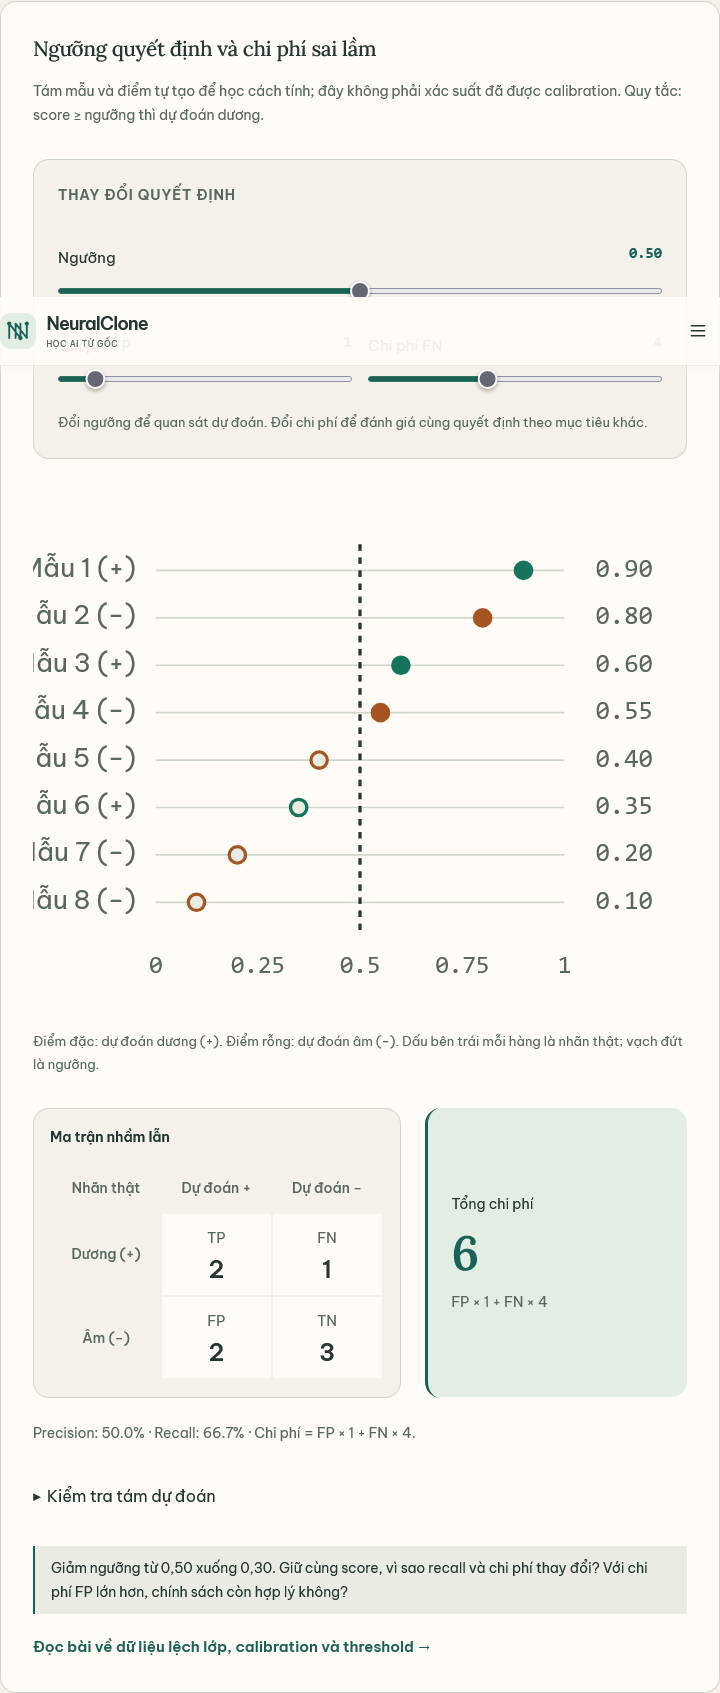 Ngưỡng quyết định và chi phí sai lầm
Tám mẫu và điểm tự tạo để học cách tính; đây không phải xác suất đã được calibration. Quy tắc:
score ≥ ngưỡng thì dự đoán dương.
THAY ĐỔI QUYẾT ĐỊNH
Ngưỡng
0.50
NeuralClone
HỌC AI TỪ GỐC
1
Chi phí FN
4
Đổi ngưỡng để quan sát dự đoán. Đổi chi phí để đánh giá cùng quyết định theo mục tiêu khác.
Mẫu 1 (+) 0.90
ẫu 2 (−) 0.80
ẫu 3 (+) 0.60
ẫu 4 (−) 0.55
ẫu 5 (−) 0.40
ẫu 6 (+) 0.35
ẫu 7 (−) 0.20
ẫu 8 (−) 0.10
0 0.25 0.5 0.75 1
Điểm đặc: dự đoán dương (+). Điểm rỗng: dự đoán âm (−). Dấu bên trái mỗi hàng là nhãn thật; vạch đứt
là ngưỡng.
Ma trận nhầm lẫn
Nhãn thật Dự đoán + Dự đoán −
TP FN
Dương (+) 2 1
FP TN
Âm (−) 2 3
Tổng chi phí
6
FP × 1 + FN × 4
Precision: 50.0% · Recall: 66.7% · Chi phí = FP × 1 + FN × 4.
▸ Kiểm tra tám dự đoán
Giảm ngưỡng từ 0,50 xuống 0,30. Giữ cùng score, vì sao recall và chi phí thay đổi? Với chi
phí FP lớn hơn, chính sách còn hợp lý không?
Đọc bài về dữ liệu lệch lớp, calibration và threshold →